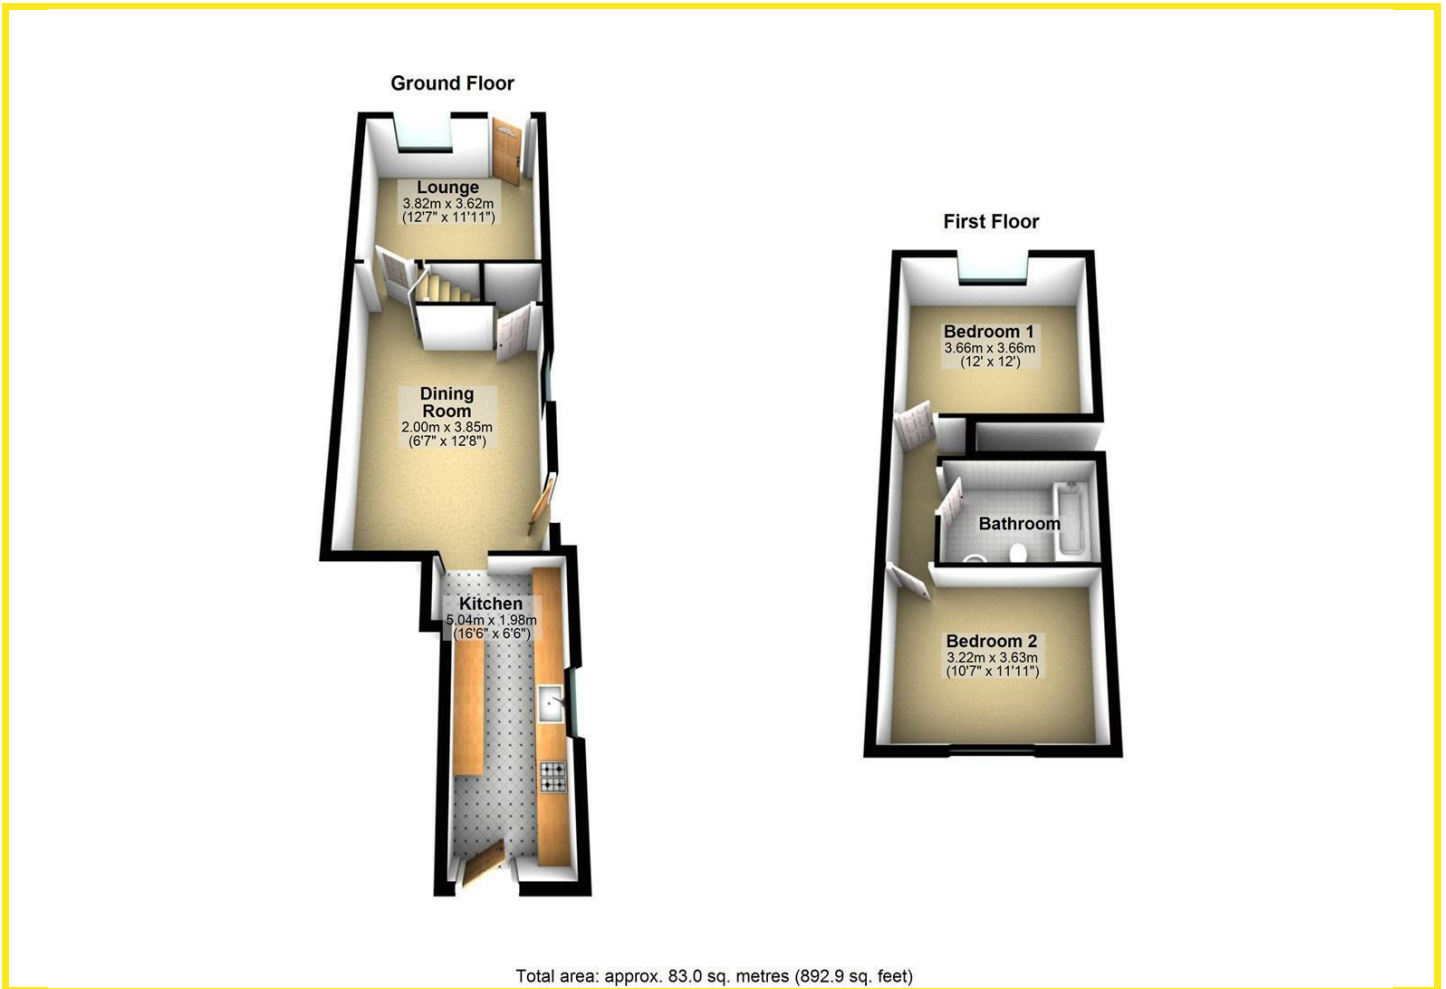 Ground Floor
Lounge
3.82m x 3.62m
(12'7" x 11'11")
Dining
Room
2.00m x 3.85m
(6'7" x 12'8")
Kitchen
5.04m x 1.98m
(16'6" x 6'6")
First Floor
Bedroom 1
3.66m x 3.66m
(12' x 12')
Bathroom
Bedroom 2
3.22m x 3.63m
(10'7" x 11'11")
Total area: approx. 83.0 sq. metres (892.9 sq. feet)